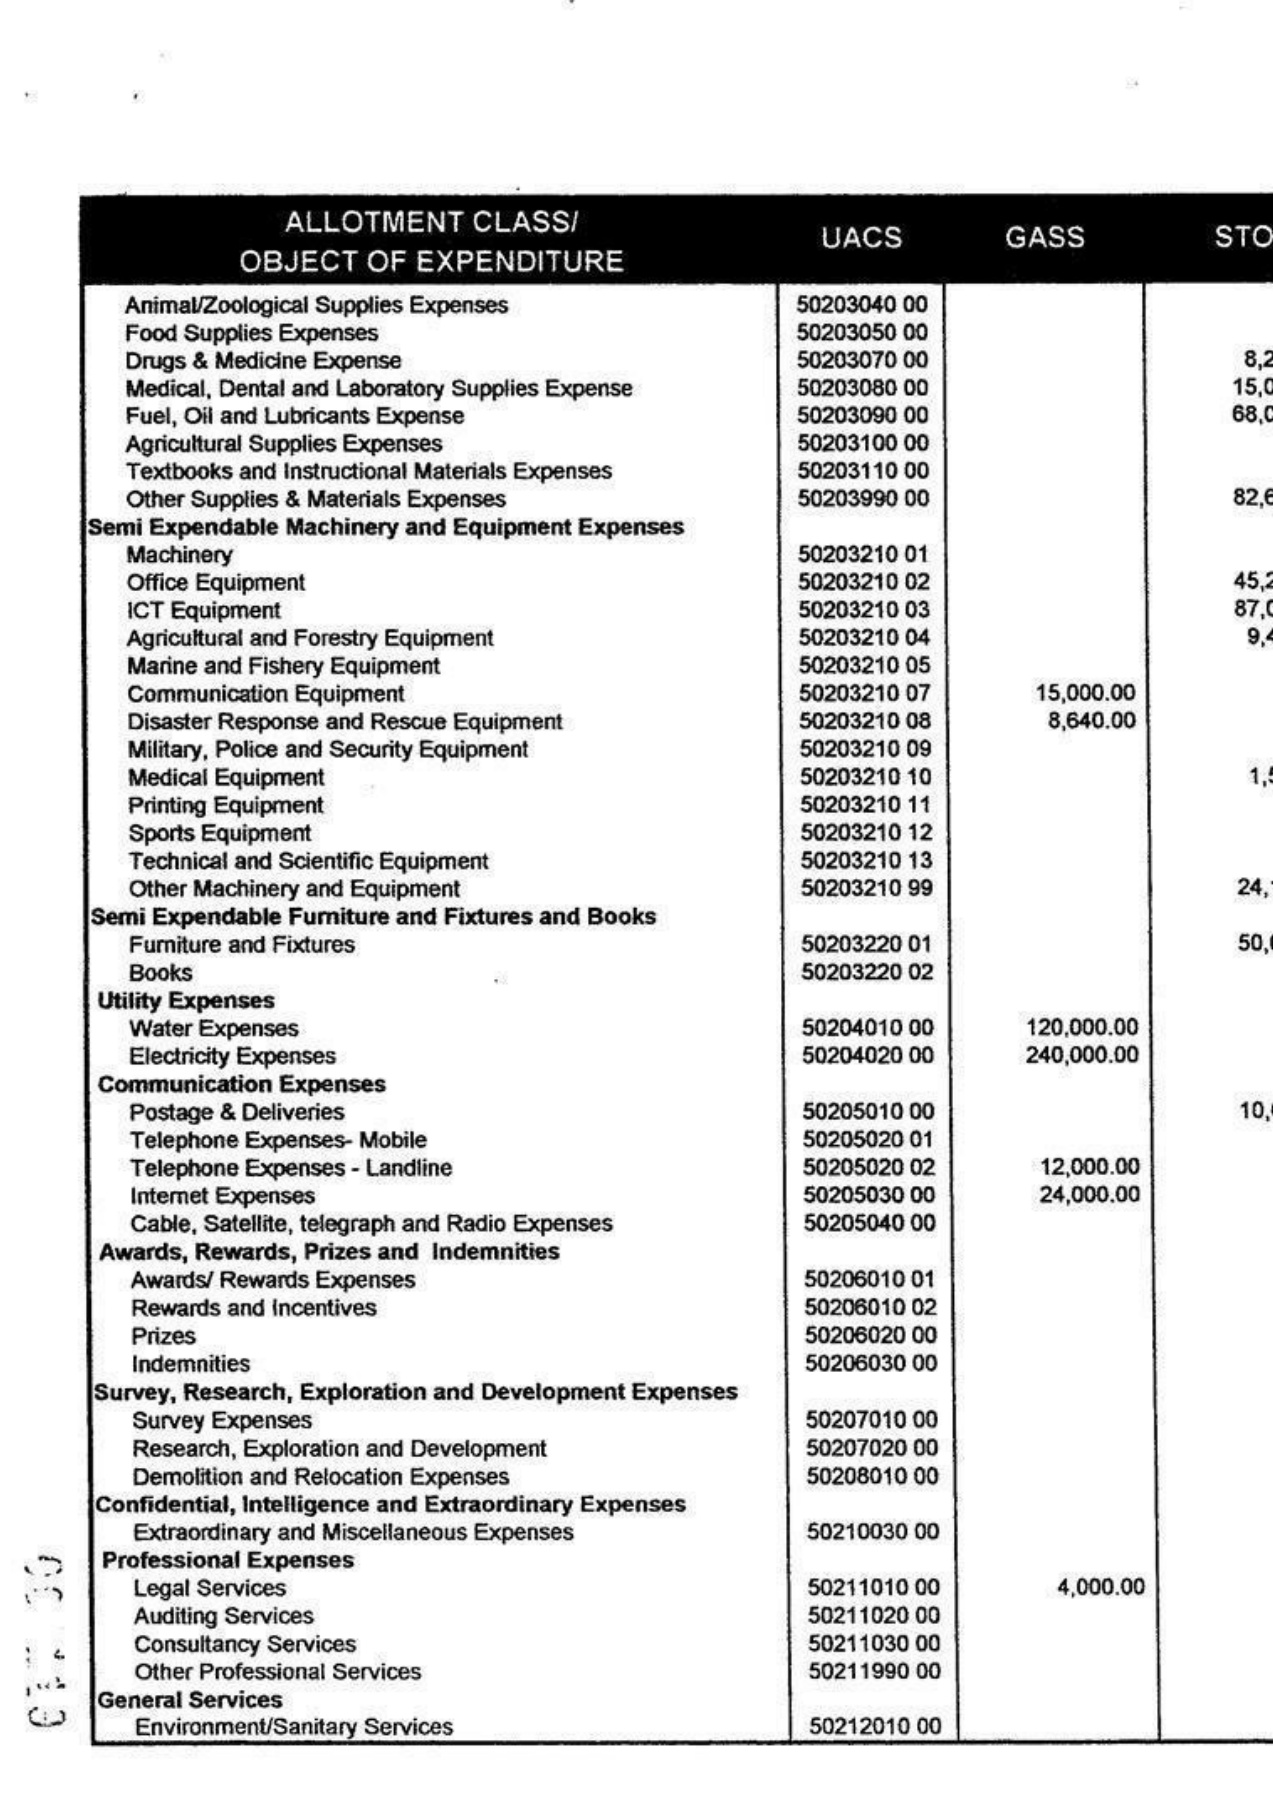 ALLOTMENT CLASS/
OBJECT OF EXPENDITURE UACS GASS STO
Animal/Zoological Supplies Expenses 50203040 00
Food Supplies Expenses 50203050 00
Drugs & Medicine Expense 50203070 00 8,2
Medical, Dental and Laboratory Supplies Expense 50203080 00 15,0
Fuel, Oil and Lubricants Expense 50203090 00 68,0
Agricultural Supplies Expenses 50203100 00
Textbooks and Instructional Materials Expenses 50203110 00
Other Supplies & Materials Expenses 50203990 00 82,6
Semi Expendable Machinery and Equipment Expenses
Machinery 50203210 01
Office Equipment 50203210 02 45,2
ICT Equipment 50203210 03 87,0
Agricultural and Forestry Equipment 50203210 04 9,4
Marine and Fishery Equipment 50203210 05
Communication Equipment 50203210 07 15,000.00
Disaster Response and Rescue Equipment 50203210 08 8,640.00
Military, Police and Security Equipment 50203210 09
Medical Equipment 50203210 10 1,5
Printing Equipment 50203210 11
Sports Equipment 50203210 12
Technical and Scientific Equipment 50203210 13
Other Machinery and Equipment 50203210 99 24,
Semi Expendable Furniture and Fixtures and Books
Furniture and Fixtures 50203220 01 50,
Books 50203220 02
Utility Expenses
Water Expenses 50204010 00 120,000.00
Electricity Expenses 50204020 00 240,000.00
Communication Expenses
Postage & Deliveries 50205010 00 10,
Telephone Expenses- Mobile 50205020 01
Telephone Expenses - Landline 50205020 02 12,000.00
Internet Expenses 50205030 00 24,000.00
Cable, Satellite, telegraph and Radio Expenses 50205040 00
Awards, Rewards, Prizes and Indemnities
Awards/ Rewards Expenses 50206010 01
Rewards and Incentives 50206010 02
Prizes 50206020 00
Indemnities 50206030 00
Survey, Research, Exploration and Development Expenses
Survey Expenses 50207010 00
Research, Exploration and Development 50207020 00
Demolition and Relocation Expenses 50208010 00
Confidential, Intelligence and Extraordinary Expenses
Extraordinary and Miscellaneous Expenses 50210030 00
Professional Expenses
Legal Services 50211010 00 4,000.00
Auditing Services 50211020 00
Consultancy Services 50211030 00
Other Professional Services 50211990 00
General Services
Environment/Sanitary Services 50212010 00